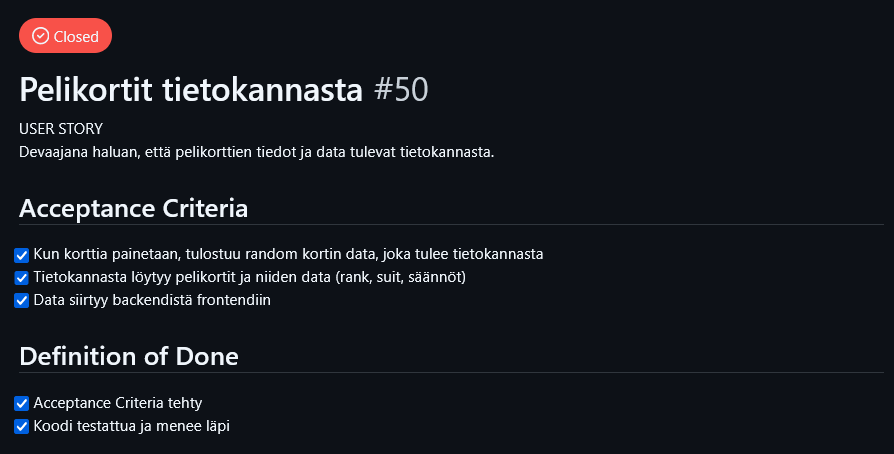 Closed
Pelikortit tietokannasta #50
USER STORY
Devaajana haluan, että pelikorttien tiedot ja data tulevat tietokannasta.
Acceptance Criteria
Kun korttia painetaan, tulostuu random kortin data, joka tulee tietokannasta
Tietokannasta löytyy pelikortit ja niiden data (rank, suit, säännöt)
Data siirtyy backendistä frontendiin
Definition of Done
Acceptance Criteria tehty
Koodi testattua ja menee läpi